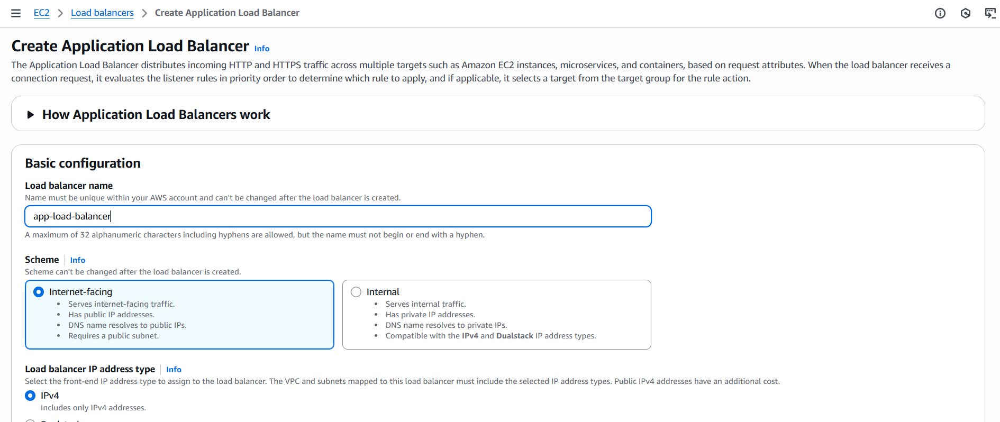 EC2 > Load balancers > Create Application Load Balancer
Create Application Load Balancer Info
The Application Load Balancer distributes incoming HTTP and HTTPS traffic across multiple targets such as Amazon EC2 instances, microservices, and containers, based on request attributes. When the load balancer receives a
connection request, it evaluates the listener rules in priority order to determine which rule to apply, and if applicable, it selects a target from the target group for the rule action.
How Application Load Balancers work
Basic configuration
Load balancer name
Name must be unique within your AWS account and can't be changed after the load balancer is created.
app-load-balancer
A maximum of 32 alphanumeric characters including hyphens are allowed, but the name must not begin or end with a hyphen.
Scheme Info
Scheme can't be changed after the load balancer is created.
Internet-facing
• Serves internet-facing traffic.
• Has public IP addresses.
• DNS name resolves to public IPs.
• Requires a public subnet.
Internal
• Serves internal traffic.
• Has private IP addresses.
• DNS name resolves to private IPs.
• Compatible with the IPv4 and Dualstack IP address types.
Load balancer IP address type Info
Select the front-end IP address type to assign to the load balancer. The VPC and subnets mapped to this load balancer must include the selected IP address types. Public IPv4 addresses have an additional cost.
IPv4
Includes only IPv4 addresses.